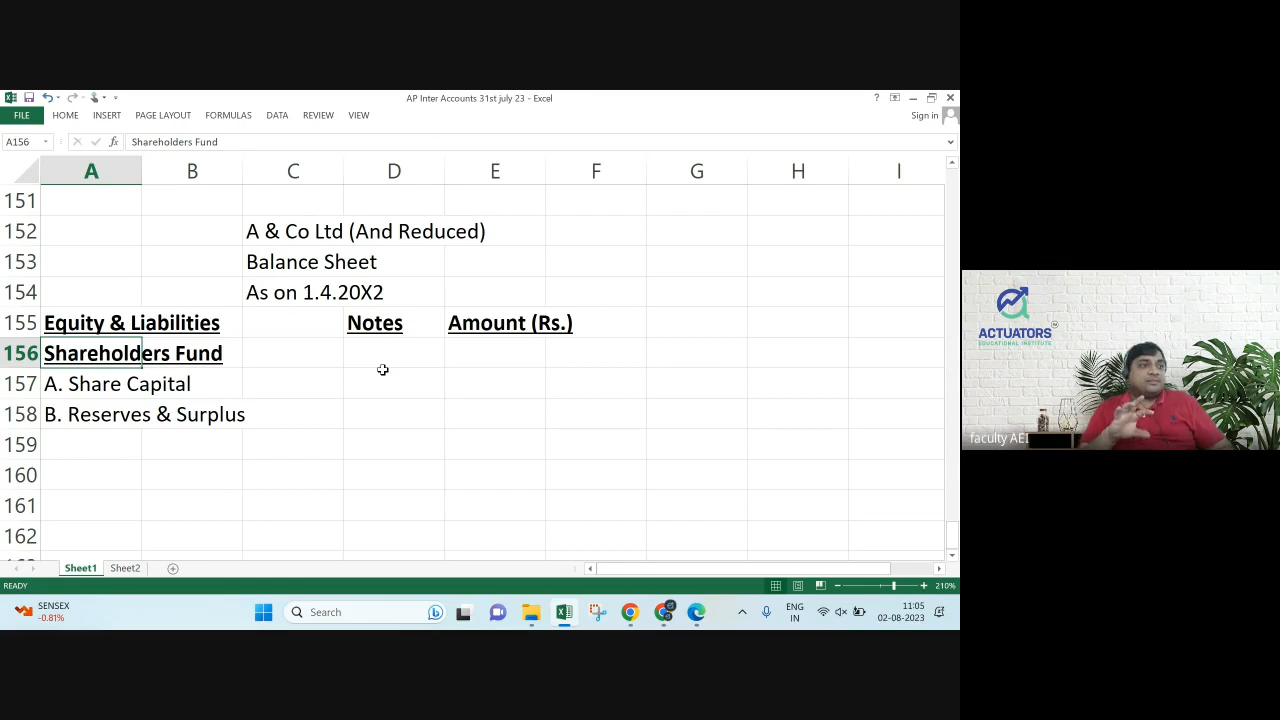 AP Inter Accounts 31st july 23 - Excel
FILE HOME INSERT PAGE LAYOUT FORMULAS DATA REVIEW VIEW Sign in
A156 fx Shareholders Fund
A B C D E F G H I
151
152 A & Co Ltd (And Reduced)
153 Balance Sheet
154 As on 1.4.20X2
155 Equity & Liabilities Notes Amount (Rs.)
156 Shareholders Fund
157 A. Share Capital
158 B. Reserves & Surplus
159
160
161
162
Sheet1 Sheet2
READY 210%
SENSEX
-0.81%
Search
ENG
IN
11:05
02-08-2023
ACTUATORS
EDUCATIONAL INSTITUTE
faculty AEI